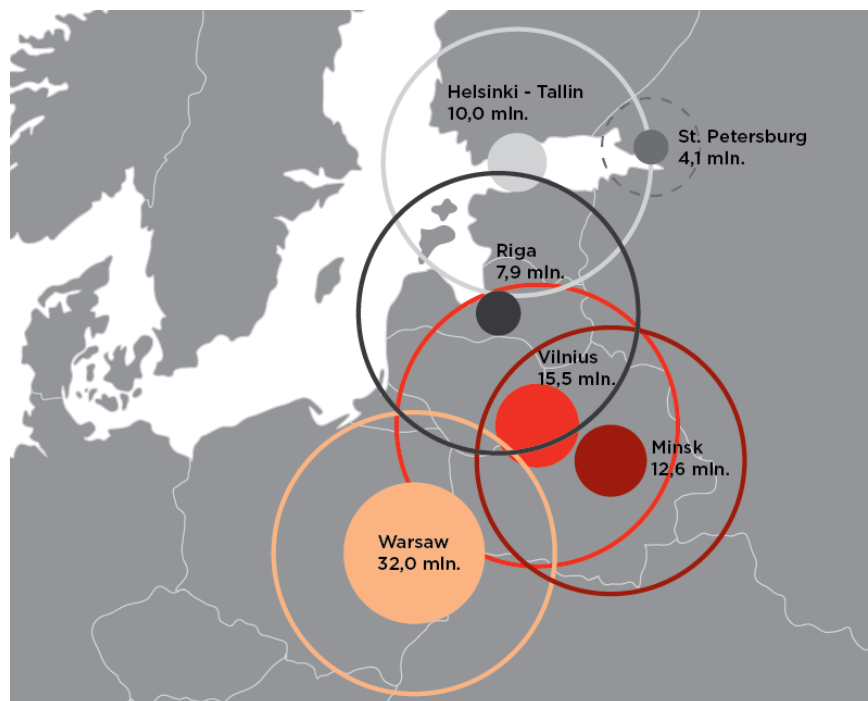 Helsinki - Tallin
10,0 mln.
St. Petersburg
4,1 mln.
Riga
7,9 mln.
Vilnius
15,5 mln.
Minsk
12,6 mln.
Warsaw
32,0 mln.